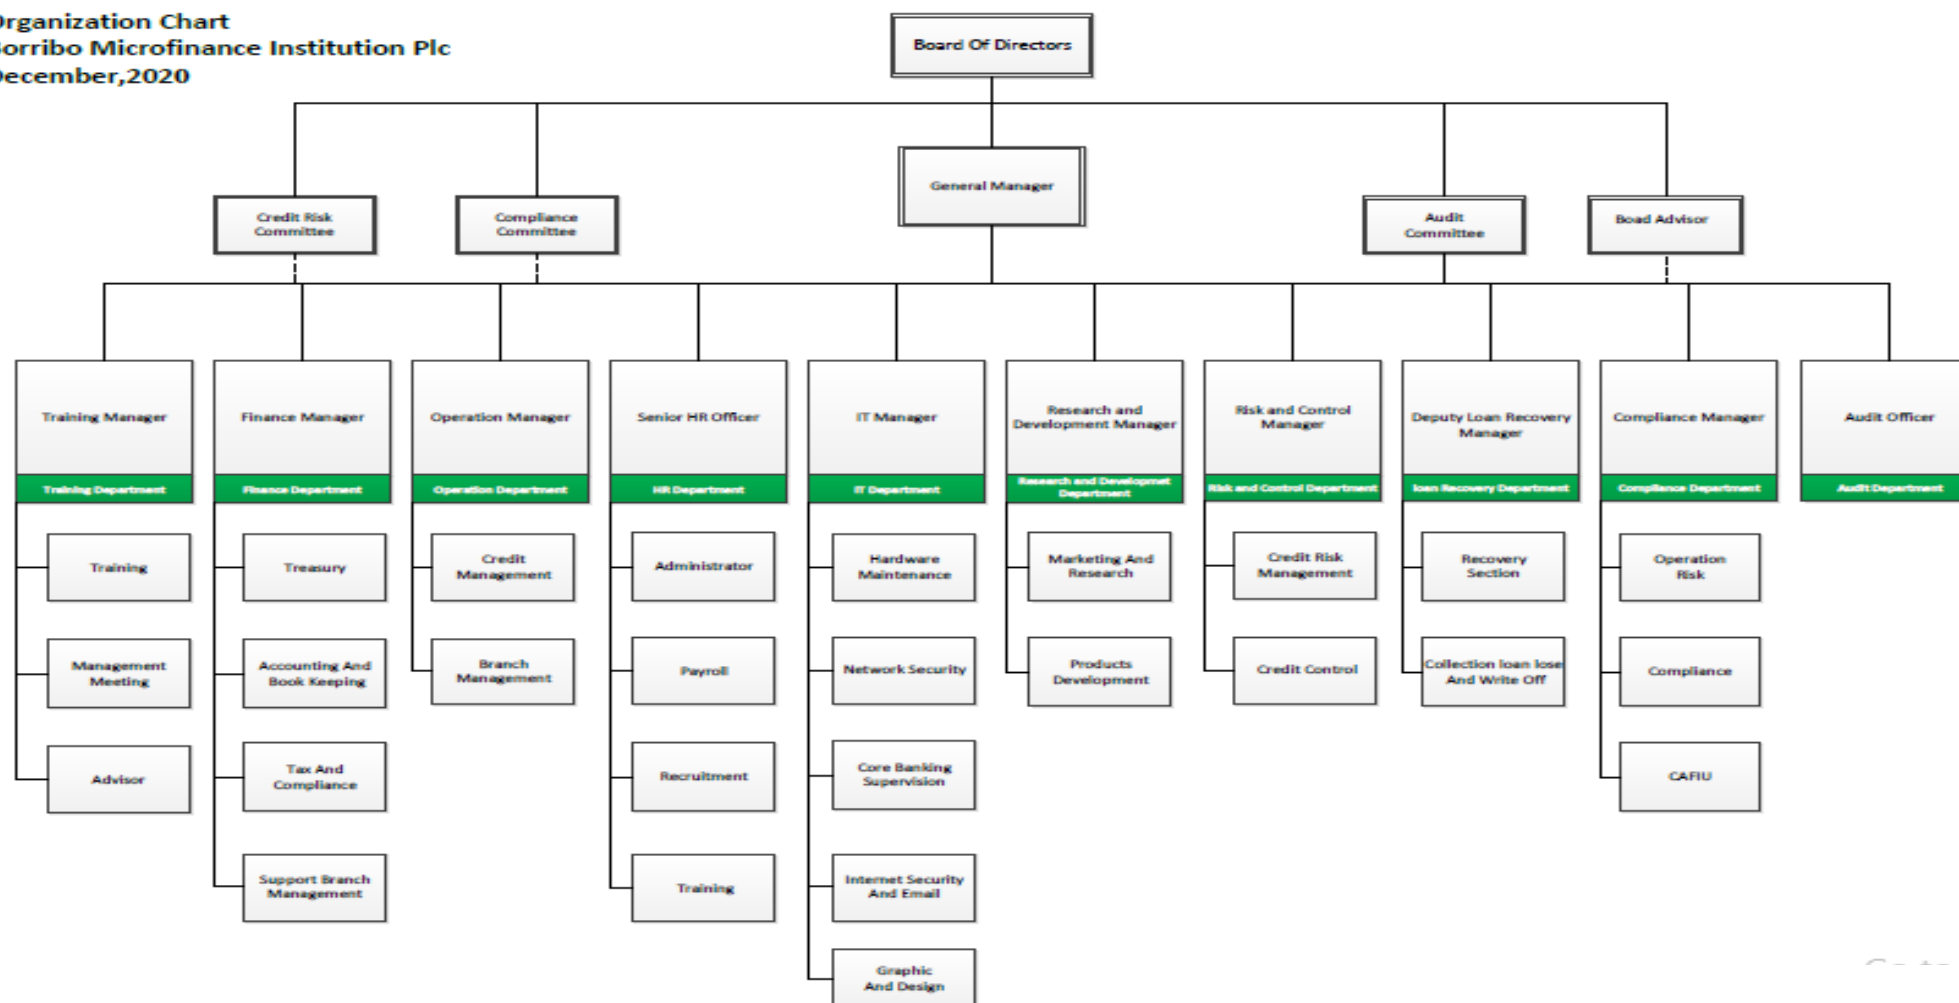 Organization Chart
Borribo Microfinance Institution Plc
December,2020
Board Of Directors
General Manager
Credit Risk
Committee
Compliance
Committee
Audit
Committee
Boad Advisor
Training Manager
Finance Manager
Operation Manager
Senior HR Officer
IT Manager
Research and
Development Manager
Risk and Control
Manager
Deputy Loan Recovery
Manager
Compliance Manager
Audit Officer
Training Department
Finance Department
Operation Department
HR Department
IT Department
Research and Developmet
Department
Risk and Control Department
loan Recovery Department
Compliance Department
Audit Department
Training
Management
Meeting
Advisor
Treasury
Accounting And
Book Keeping
Tax And
Compliance
Support Branch
Management
Credit
Management
Branch
Management
Administrator
Payroll
Recruitment
Training
Hardware
Maintenance
Network Security
Core Banking
Supervision
Internet Security
And Email
Graphic
And Design
Marketing And
Research
Products
Development
Credit Risk
Management
Credit Control
Recovery
Section
Collection loan lose
And Write Off
Operation
Risk
Compliance
CAFIU